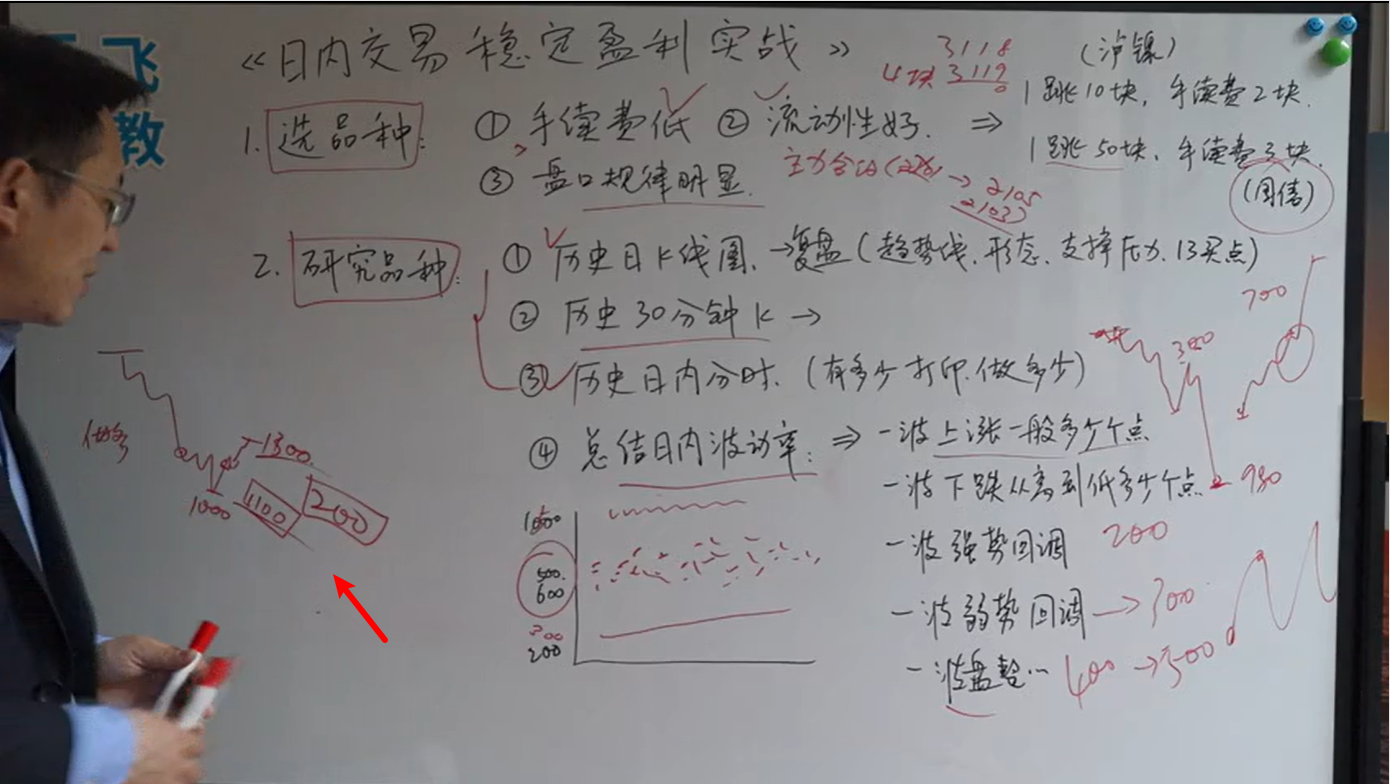 飞
教
《日内交易稳定盈利实战》
3118
4块 3119
0
(沪镍)
1跳10块, 手续费2块.
1. 选品种: ① 手续费低 ② 流动性好. ⇒
1跳50块, 手续费3块.
③ 盘口规律明显.
主力合约( → 2105
2103)
(国债)
2. 研究品种: ① 历史日K线图. →复盘(趋势线.形态.支撑压力.13买点)
② 历史30分钟K →
③ 历史日内分时. (有多少打印.做多少)
④ 总结日内波动率: ⇒ 一波上涨一般多少个点
一波下跌从高到低多少个点
一波强势回调 200
一波弱势回调→300
一波盘整… 400→500
700
300
980
做多
1300
1000
1100
200
1000
500.
600
300
200